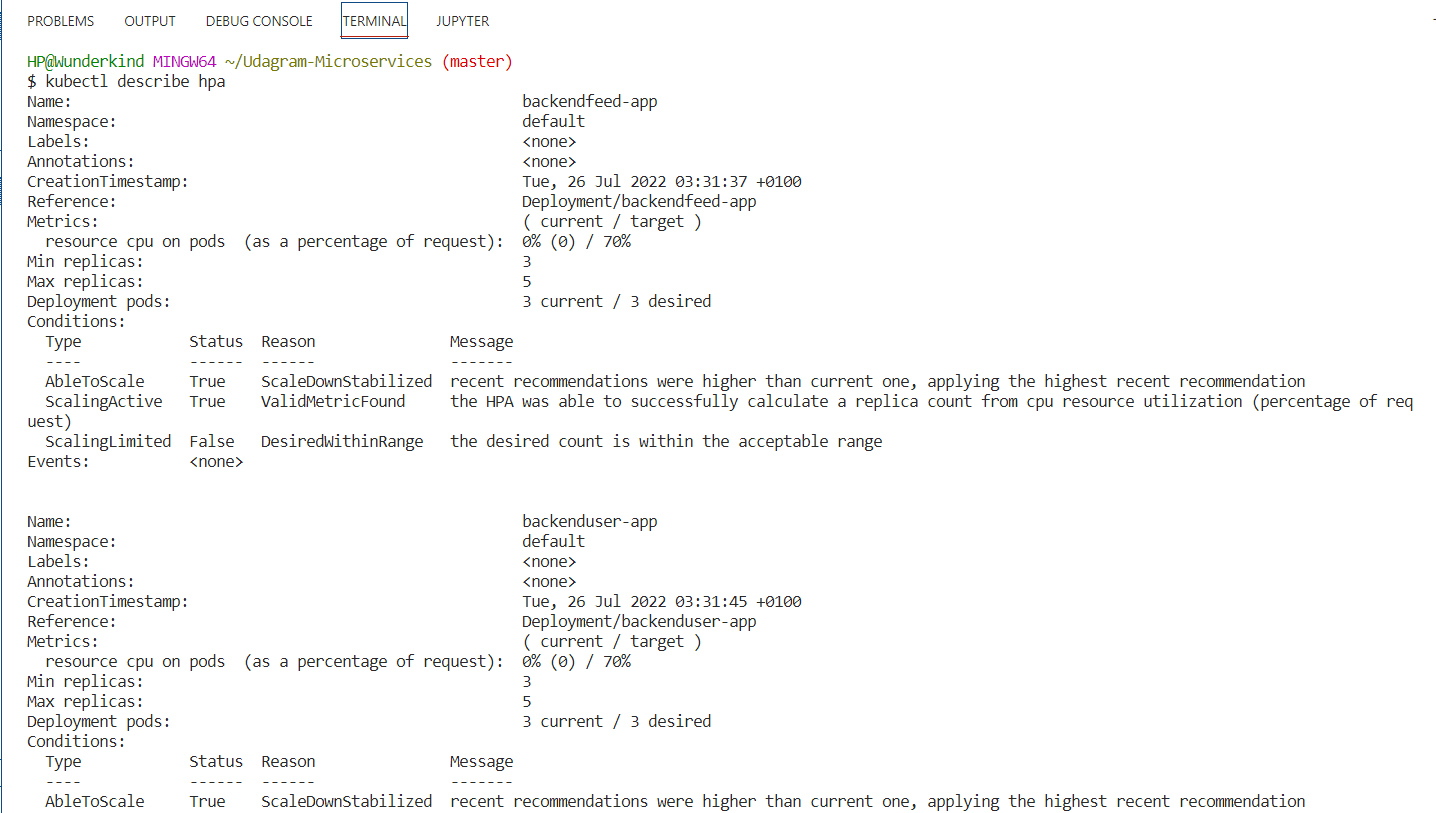 PROBLEMS OUTPUT DEBUG CONSOLE TERMINAL JUPYTER
HP@Wunderkind MINGW64 ~/Udagram-Microservices (master)
$ kubectl describe hpa
Name: backendfeed-app
Namespace: default
Labels: <none>
Annotations: <none>
CreationTimestamp: Tue, 26 Jul 2022 03:31:37 +0100
Reference: Deployment/backendfeed-app
Metrics: ( current / target )
resource cpu on pods (as a percentage of request): 0% (0) / 70%
Min replicas: 3
Max replicas: 5
Deployment pods: 3 current / 3 desired
Conditions:
Type Status Reason Message
---- ------ ------ -------
AbleToScale True ScaleDownStabilized recent recommendations were higher than current one, applying the highest recent recommendation
ScalingActive True ValidMetricFound the HPA was able to successfully calculate a replica count from cpu resource utilization (percentage of req
uest)
ScalingLimited False DesiredWithinRange the desired count is within the acceptable range
Events: <none>
Name: backenduser-app
Namespace: default
Labels: <none>
Annotations: <none>
CreationTimestamp: Tue, 26 Jul 2022 03:31:45 +0100
Reference: Deployment/backenduser-app
Metrics: ( current / target )
resource cpu on pods (as a percentage of request): 0% (0) / 70%
Min replicas: 3
Max replicas: 5
Deployment pods: 3 current / 3 desired
Conditions:
Type Status Reason Message
---- ------ ------ -------
AbleToScale True ScaleDownStabilized recent recommendations were higher than current one, applying the highest recent recommendation